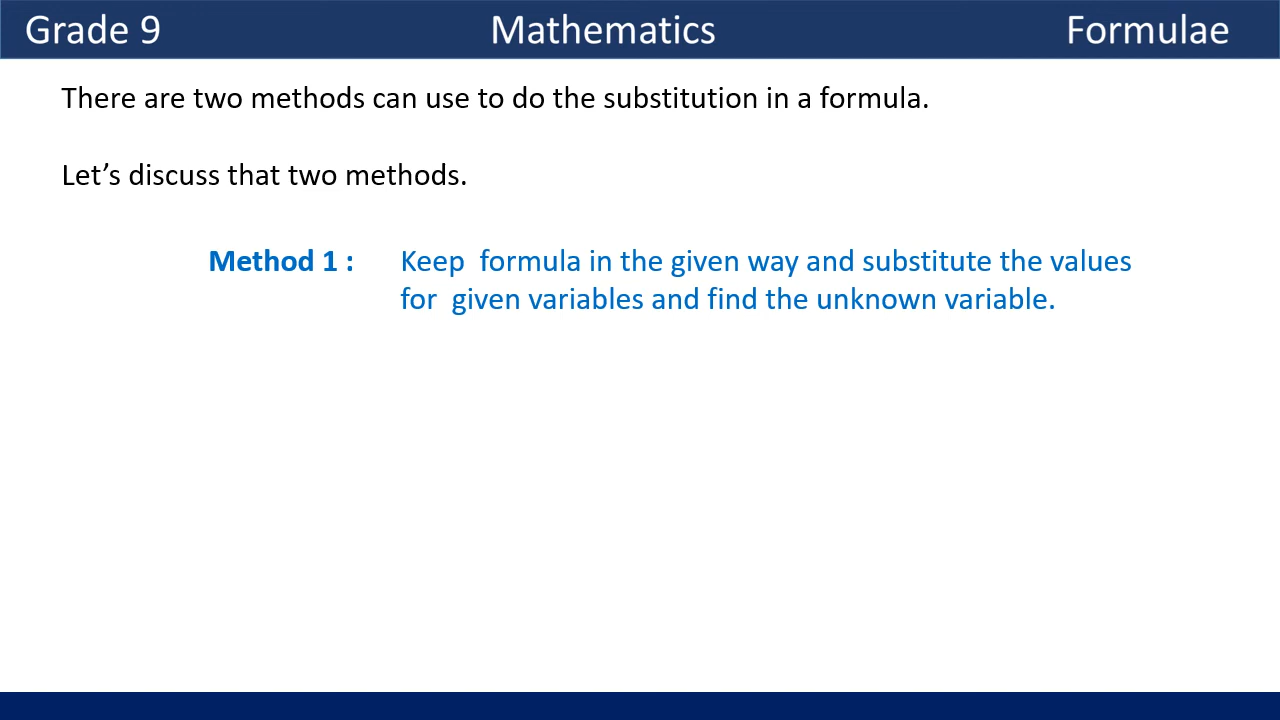 Grade 9 Mathematics Formulae
There are two methods can use to do the substitution in a formula.
Let’s discuss that two methods.
Method 1 : Keep  formula in the given way and substitute the values
for  given variables and find the unknown variable.